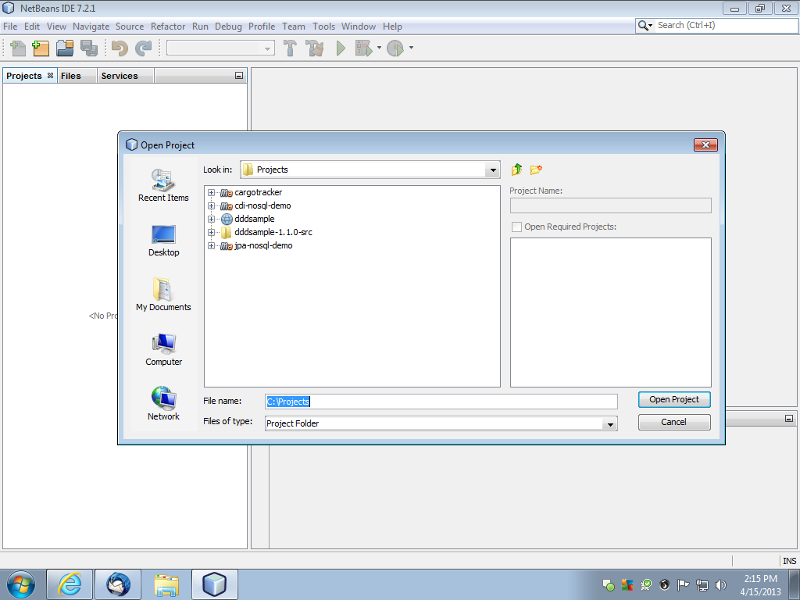 NetBeans IDE 7.2.1
File Edit View Navigate Source Refactor Run Debug Profile Team Tools Window Help
Search (Ctrl+I)
Projects Files Services
Open Project
Look in: Projects
Recent Items
Desktop
My Documents
Computer
Network
cargotracker
cdi-nosql-demo
dddsample
dddsample-1.1.0-src
jpa-nosql-demo
Project Name:
Open Required Projects:
<No Pro
File name: C:\Projects
Open Project
Files of type: Project Folder
Cancel
INS
2:15 PM
4/15/2013